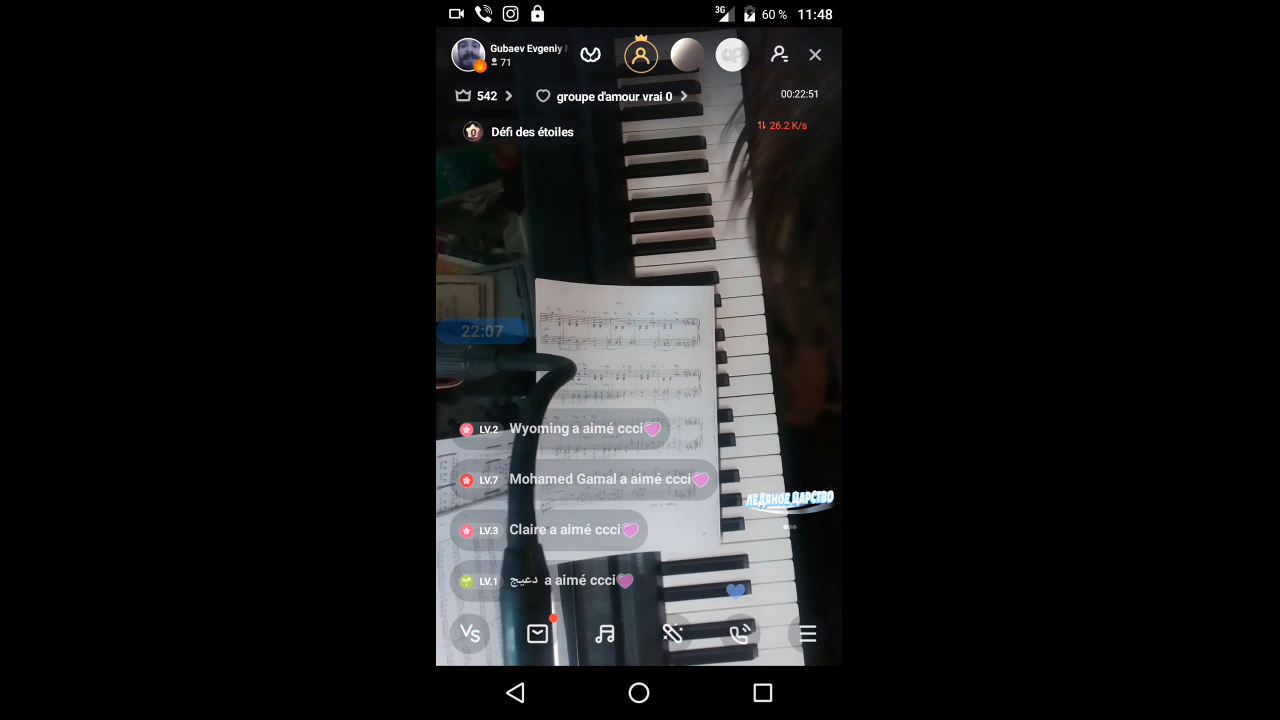 3G 60 % 11:48
Gubaev Evgeniy
71
542
groupe d'amour vrai 0
00:22:51
0 Défi des étoiles
26.2 K/s
22:07
LV.2 Wyoming a aimé ccci
LV.7 Mohamed Gamal a aimé ccci
ЛЕДЯНОЕ ЦАРСТВО
LV.3 Claire a aimé ccci
LV.1 دعيج a aimé ccci
VS